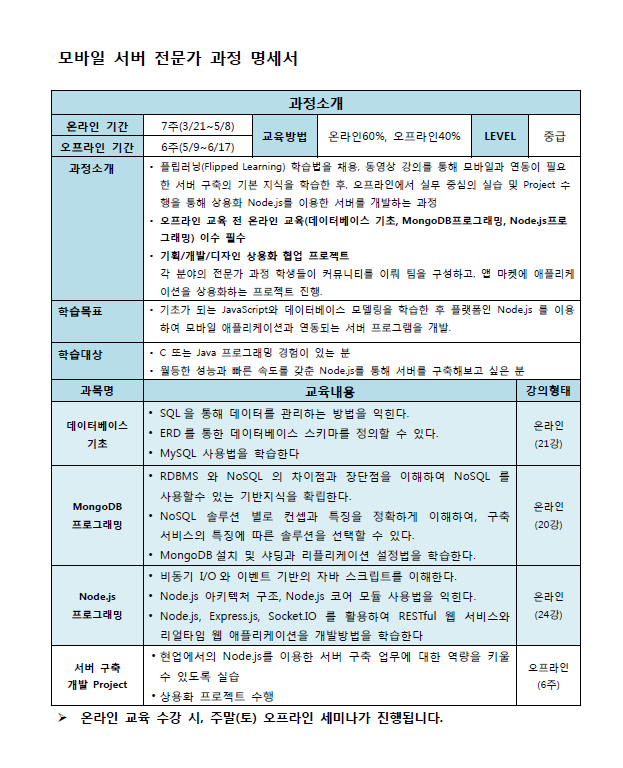 모바일 서버 전문가 과정 명세서
과정소개
온라인 기간
7주(3/21~5/8)
교육방법
온라인60%, 오프라인40%
LEVEL
중급
오프라인 기간
6주(5/9~6/17)
과정소개
• 플립러닝(Flipped Learning) 학습법을 채용, 동영상 강의를 통해 모바일과 연동이 필요
한 서버 구축의 기본 지식을 학습한 후, 오프라인에서 실무 중심의 실습 및 Project 수
행을 통해 상용화 Node.js를 이용한 서버를 개발하는 과정
• 오프라인 교육 전 온라인 교육(데이터베이스 기초, MongoDB프로그래밍, Node.js프로
그래밍) 이수 필수
• 기획/개발/디자인 상용화 협업 프로젝트
각 분야의 전문가 과정 학생들이 커뮤니티를 이뤄 팀을 구성하고, 앱 마켓에 애플리케
이션을 상용화하는 프로젝트 진행.
학습목표
• 기초가 되는 JavaScript와 데이터베이스 모델링을 학습한 후 플랫폼인 Node.js 를 이용
하여 모바일 애플리케이션과 연동되는 서버 프로그램을 개발.
학습대상
• C 또는 Java 프로그래밍 경험이 있는 분
• 월등한 성능과 빠른 속도를 갖춘 Node.js를 통해 서버를 구축해보고 싶은 분
과목명
교육내용
강의형태
데이터베이스
기초
• SQL 을 통해 데이터를 관리하는 방법을 익힌다.
• ERD 를 통한 데이터베이스 스키마를 정의할 수 있다.
• MySQL 사용법을 학습한다
온라인
(21강)
MongoDB
프로그래밍
• RDBMS 와 NoSQL 의 차이점과 장단점을 이해하여 NoSQL 를
사용할수 있는 기반지식을 확립한다.
• NoSQL 솔루션 별로 컨셉과 특징을 정확하게 이해하여, 구축
서비스의 특징에 따른 솔루션을 선택할 수 있다.
• MongoDB 설치 및 샤딩과 리플리케이션 설정법을 학습한다.
온라인
(20강)
Node.js
프로그래밍
• 비동기 I/O 와 이벤트 기반의 자바 스크립트를 이해한다.
• Node.js 아키텍처 구조, Node.js 코어 모듈 사용법을 익힌다.
• Node.js, Express.js, Socket.IO 를 활용하여 RESTful 웹 서비스와
리얼타임 웹 애플리케이션을 개발방법을 학습한다
온라인
(24강)
서버 구축
개발 Project
• 현업에서의 Node.js를 이용한 서버 구축 업무에 대한 역량을 키울
수 있도록 실습
• 상용화 프로젝트 수행
오프라인
(6주)
➢ 온라인 교육 수강 시, 주말(토) 오프라인 세미나가 진행됩니다.